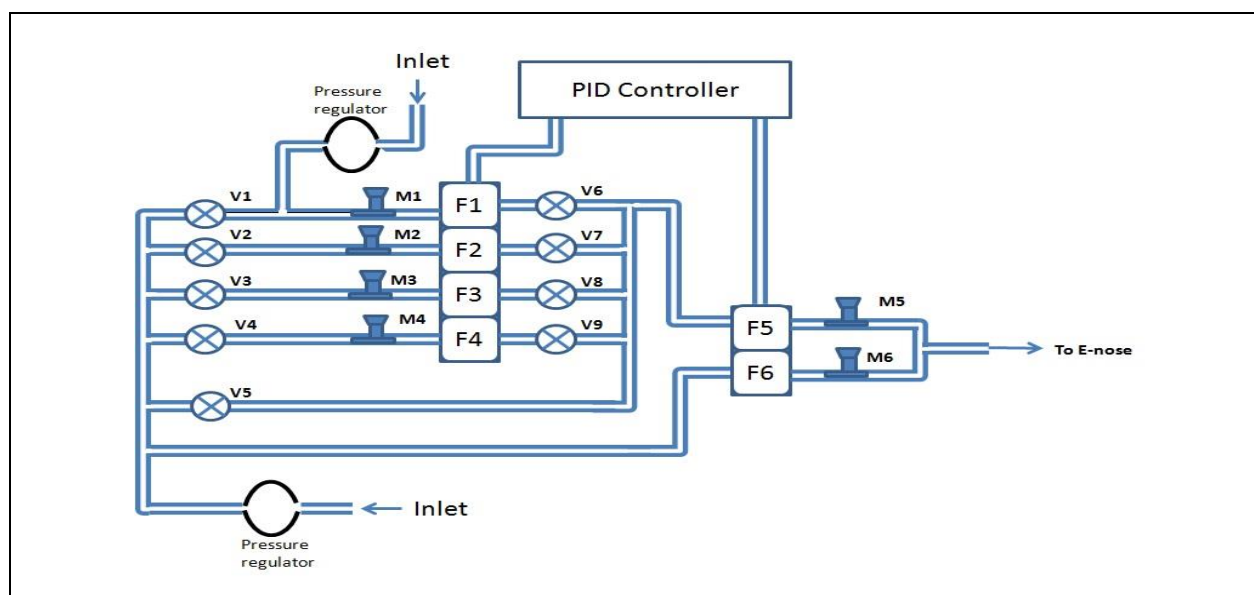 Inlet
Pressure
regulator
PID Controller
V1
M1
F1
V6
V2
M2
F2
V7
V3
M3
F3
V8
V4
M4
F4
V9
M5
F5
To E-nose
M6
F6
V5
Inlet
Pressure
regulator